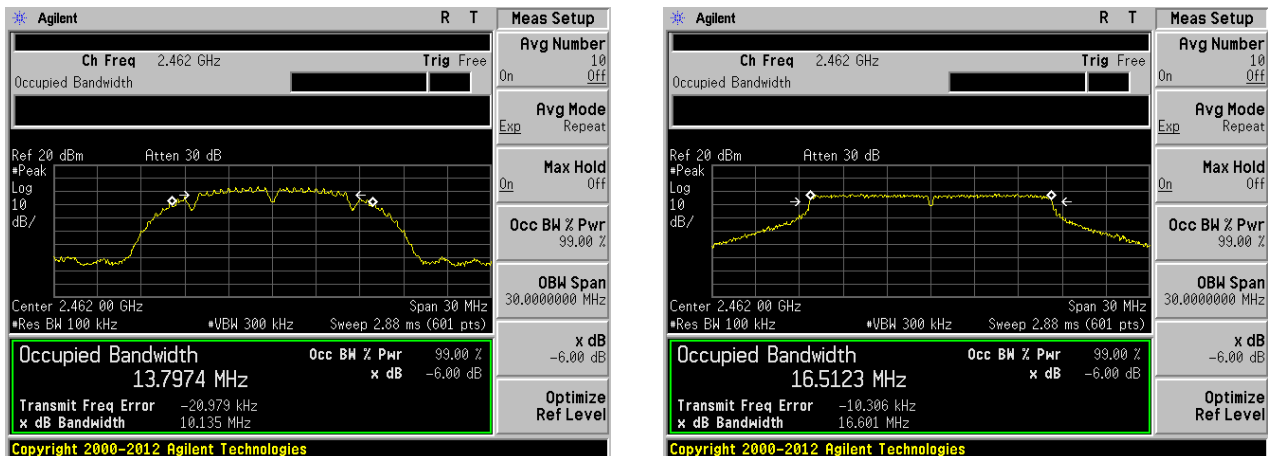 Agilent R T
Meas Setup
Ch Freq 2.462 GHz Trig Free
Occupied Bandwidth
Avg Number
10
On Off
Avg Mode
Exp Repeat
Ref 20 dBm Atten 30 dB
#Peak
Log
10
dB/
Max Hold
On Off
Occ BW % Pwr
99.00 %
OBW Span
30.0000000 MHz
Center 2.462 00 GHz Span 30 MHz
#Res BW 100 kHz #VBW 300 kHz Sweep 2.88 ms (601 pts)
x dB
-6.00 dB
Occupied Bandwidth Occ BW % Pwr 99.00 %
13.7974 MHz x dB -6.00 dB
Transmit Freq Error -20.979 kHz
x dB Bandwidth 10.135 MHz
Optimize
Ref Level
Copyright 2000-2012 Agilent Technologies
Agilent R T
Meas Setup
Ch Freq 2.462 GHz Trig Free
Occupied Bandwidth
Avg Number
10
On Off
Avg Mode
Exp Repeat
Ref 20 dBm Atten 30 dB
#Peak
Log
10
dB/
Max Hold
On Off
Occ BW % Pwr
99.00 %
OBW Span
30.0000000 MHz
Center 2.462 00 GHz Span 30 MHz
#Res BW 100 kHz #VBW 300 kHz Sweep 2.88 ms (601 pts)
x dB
-6.00 dB
Occupied Bandwidth Occ BW % Pwr 99.00 %
16.5123 MHz x dB -6.00 dB
Transmit Freq Error -10.306 kHz
x dB Bandwidth 16.601 MHz
Optimize
Ref Level
Copyright 2000-2012 Agilent Technologies